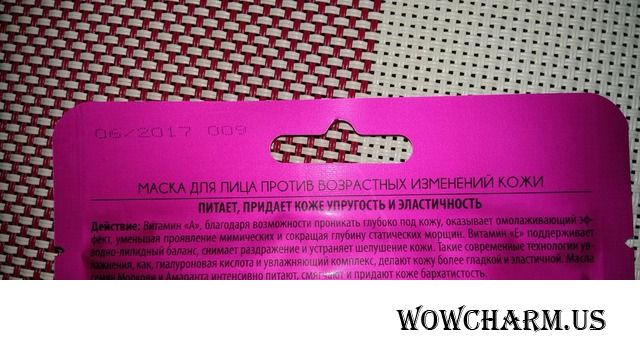 06/2017 009
МАСКА ДЛЯ ЛИЦА ПРОТИВ ВОЗРАСТНЫХ ИЗМЕНЕНИЙ КОЖИ
ПИТАЕТ, ПРИДАЕТ КОЖЕ УПРУГОСТЬ И ЭЛАСТИЧНОСТЬ
Действие: Витамин «А», благодаря возможности проникать глубоко под кожу, оказывает омолаживающий эф-
фект, уменьшая проявление мимических и сокращая глубину статических морщин. Витамин «Е» поддерживает
водно-липидный баланс, снимает раздражение и устраняет шелушение кожи. Такие современные технологии ув-
лажнения, как, гиалуроновая кислота и увлажняющий комплекс, делают кожу более гладкой и эластичной. Масла
семян Моркови и Амаранта интенсивно питают, смягчают и придают коже бархатистость.
WOWCHARM.US